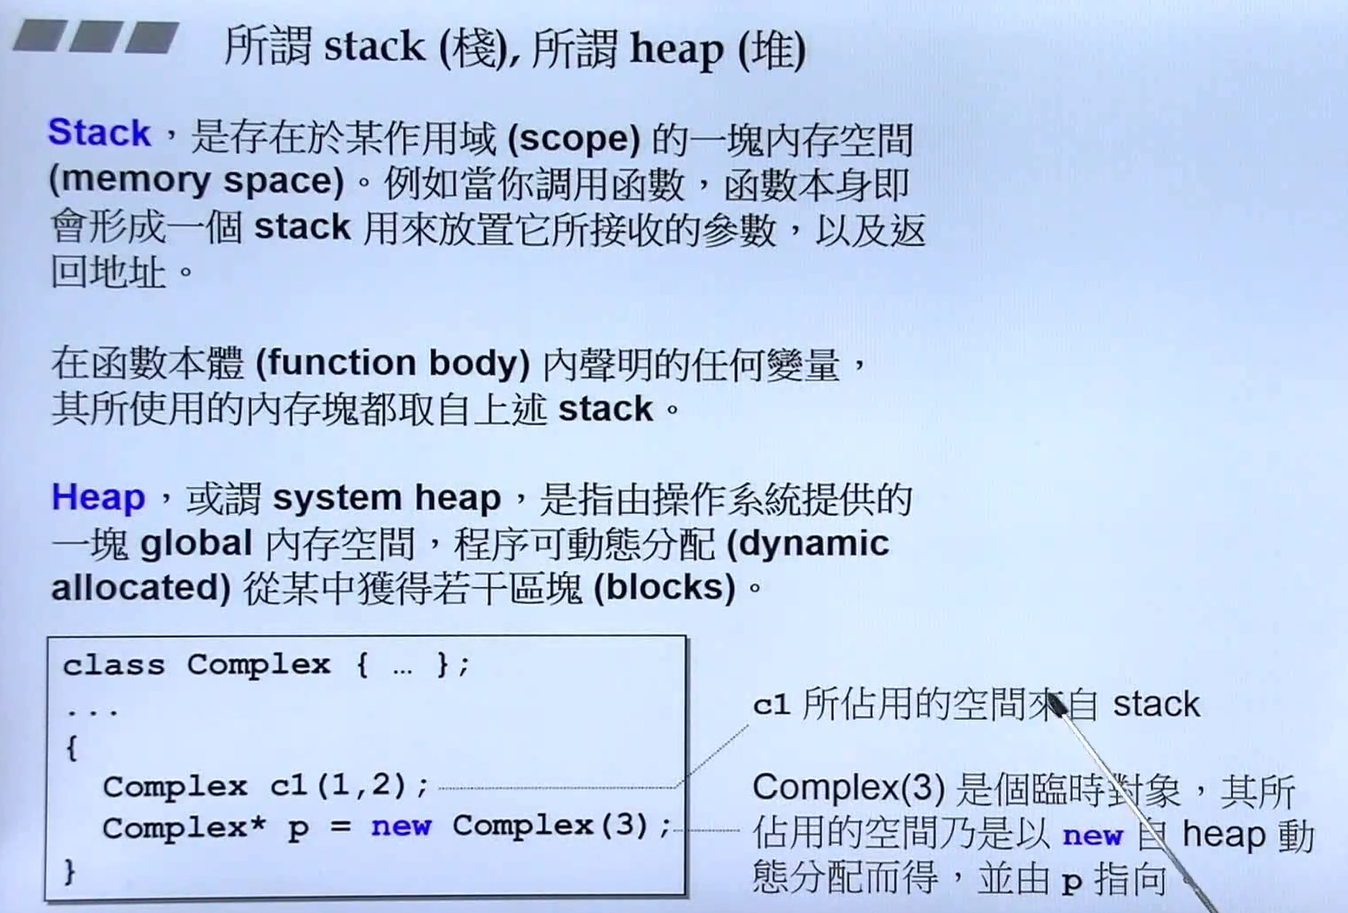 所謂 stack (棧), 所謂 heap (堆)
Stack，是存在於某作用域 (scope) 的一塊內存空間
(memory space)。例如當你調用函數，函數本身即
會形成一個 stack 用來放置它所接收的參數，以及返
回地址。
在函數本體 (function body) 內聲明的任何變量，
其所使用的內存塊都取自上述 stack。
Heap，或謂 system heap，是指由操作系統提供的
一塊 global 內存空間，程序可動態分配 (dynamic
allocated) 從某中獲得若干區塊 (blocks)。
class Complex { … };
...
{
Complex c1(1,2);
Complex* p = new Complex(3);
}
c1 所佔用的空間來自 stack
Complex(3) 是個臨時對象，其所
佔用的空間乃是以 new 自 heap 動
態分配而得，並由 p 指向。